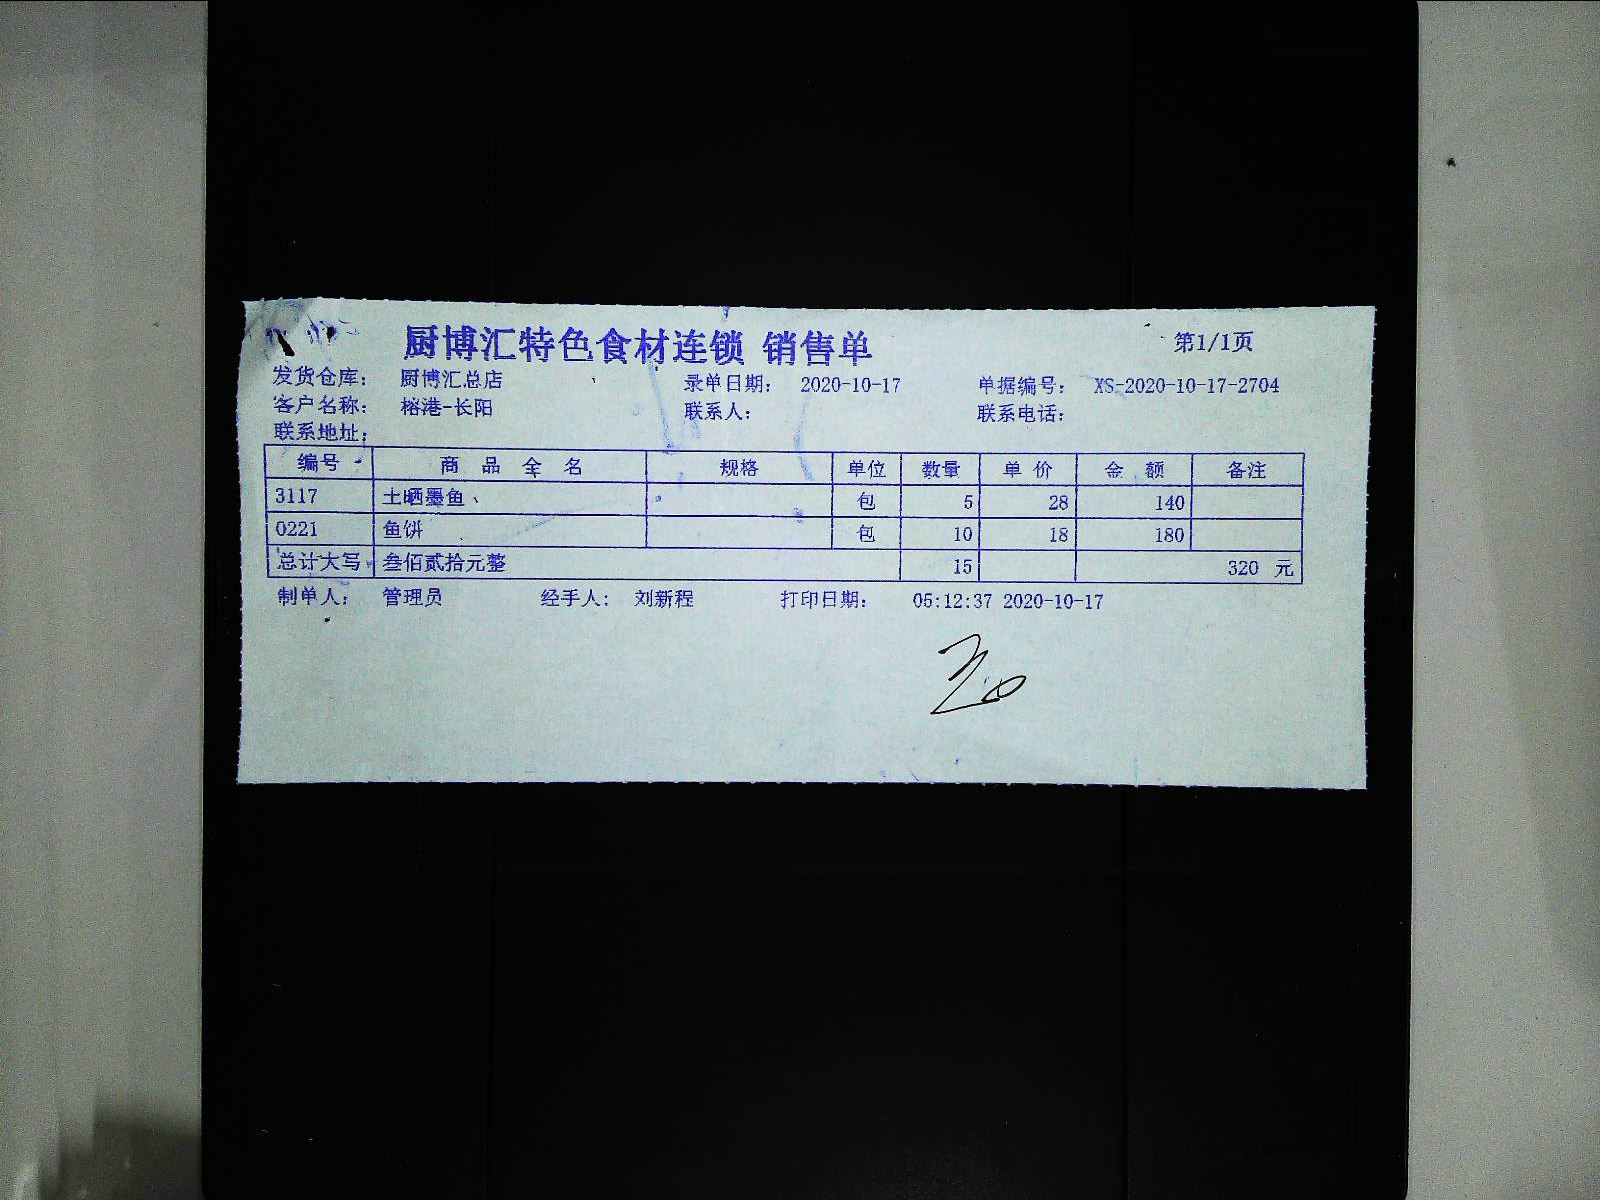 厨博汇特色食材连锁 销售单 第1/1页
发货仓库： 厨博汇总店 录单日期： 2020-10-17 单据编号： XS-2020-10-17-2704
客户名称： 榕港-长阳 联系人： 联系电话：
联系地址：
编号 商品全名 规格 单位 数量 单价 金额 备注
3117 土晒墨鱼 包 5 28 140
0221 鱼饼 包 10 18 180
总计大写 叁佰贰拾元整 15 320 元
制单人： 管理员 经手人： 刘新程 打印日期： 05:12:37 2020-10-17